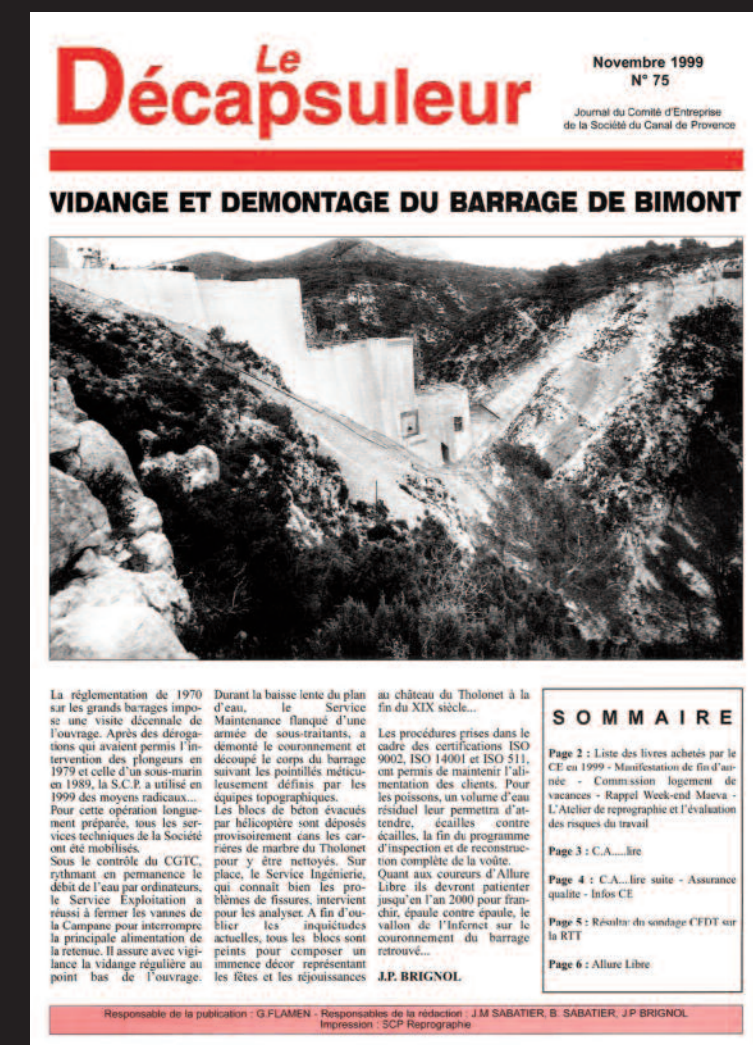 Le
Décapsuleur
Novembre 1999
N° 75
Journal du Comité d'Entreprise
de la Société du Canal de Provence
VIDANGE ET DEMONTAGE DU BARRAGE DE BIMONT
La réglementation de 1970
sur les grands barrages impo-
se une visite décennale de
l'ouvrage. Après des déroga-
tions qui avaient permis l'in-
tervention des plongeurs en
1979 et celle d'un sous-marin
en 1989, la S.C.P. a utilisé en
1999 des moyens radicaux...
Pour cette opération longue-
ment préparée, tous les ser-
vices techniques de la Société
ont été mobilisés.
Sous le contrôle du CGTC,
rythmant en permanence le
débit de l'eau par ordinateurs,
le Service Exploitation a
réussi à fermer les vannes de
la Campane pour interrompre
la principale alimentation de
la retenue. Il assure avec vigi-
lance la vidange régulière au
point bas de l'ouvrage.
Durant la baisse lente du plan
d'eau, le Service
Maintenance flanqué d'une
armée de sous-traitants, a
démonté le couronnement et
découpé le corps du barrage
suivant les pointillés méticu-
leusement définis par les
équipes topographiques.
Les blocs de béton évacués
par hélicoptère sont déposés
provisoirement dans les car-
rières de marbre du Tholonet
pour y être nettoyés. Sur
place, le Service Ingénierie,
qui connaît bien les pro-
blèmes de fissures, intervient
pour les analyser. A fin d'ou-
blier les inquiétudes
actuelles, tous les blocs sont
peints pour composer un
immence décor représentant
les fêtes et les réjouissances
au château du Tholonet à la
fin du XIX siècle...
Les procédures prises dans le
cadre des certifications ISO
9002, ISO 14001 et ISO 511,
ont permis de maintenir l'ali-
mentation des clients. Pour
les poissons, un volume d'eau
résiduel leur permettra d'at-
tendre, écailles contre
écailles, la fin du programme
d'inspection et de reconstruc-
tion complète de la voûte.
Quant aux coureurs d'Allure
Libre ils devront patienter
jusqu'en l'an 2000 pour fran-
chir, épaule contre épaule, le
vallon de l'Infernet sur le
couronnement du barrage
retrouvé...
J.P. BRIGNOL
SOMMAIRE
Page 2 : Liste des livres achetés par le
CE en 1999 - Manifestation de fin d'an-
née - Commission logement de
vacances - Rappel Week-end Maeva -
L'Atelier de reprographie et l'évaluation
des risques du travail
Page 3 : C.A.....lire
Page 4 : C.A...lire suite - Assurance
qualite - Infos CE
Page 5 : Résultat du sondage CFDT sur
la RTT
Page 6 : Allure Libre
Responsable de la publication : G.FLAMEN - Responsables de la rédaction : J.M SABATIER, B. SABATIER, J.P BRIGNOL
Impression : SCP Reprographie